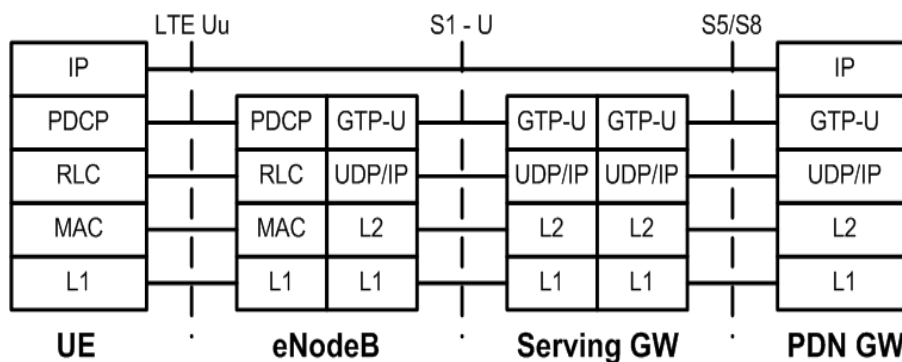 LTE Uu S1 - U S5/S8
IP IP
PDCP PDCP GTP-U GTP-U GTP-U GTP-U
RLC RLC UDP/IP UDP/IP UDP/IP UDP/IP
MAC MAC L2 L2 L2 L2
L1 L1 L1 L1 L1 L1
UE eNodeB Serving GW PDN GW